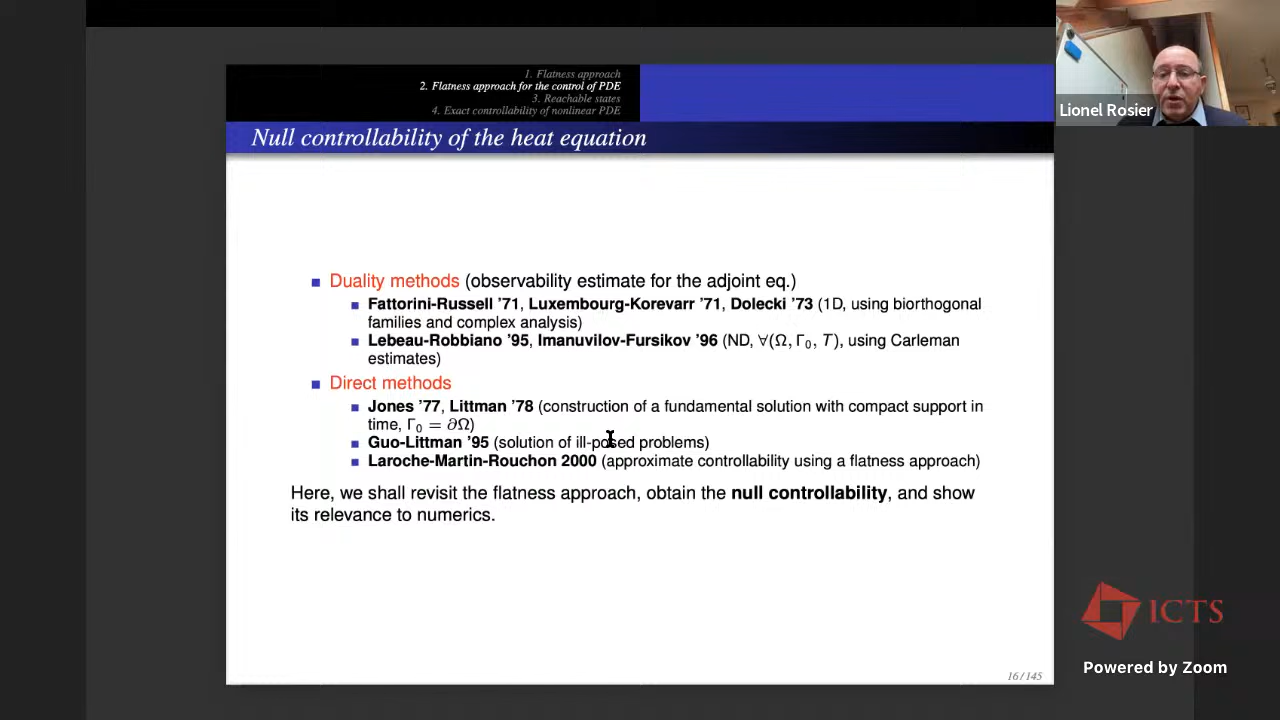 1. Flatness approach
2. Flatness approach for the control of PDE
3. Reachable states
4. Exact controllability of nonlinear PDE
Null controllability of the heat equation
Lionel Rosier
Duality methods (observability estimate for the adjoint eq.)
Fattorini-Russell '71, Luxembourg-Korevarr '71, Dolecki '73 (1D, using biorthogonal
families and complex analysis)
Lebeau-Robbiano '95, Imanuvilov-Fursikov '96 (ND, ∀(Ω, Γ₀, T), using Carleman
estimates)
Direct methods
Jones '77, Littman '78 (construction of a fundamental solution with compact support in
time, Γ₀ = ∂Ω)
Guo-Littman '95 (solution of ill-posed problems)
Laroche-Martin-Rouchon 2000 (approximate controllability using a flatness approach)
Here, we shall revisit the flatness approach, obtain the null controllability, and show
its relevance to numerics.
ICTS
Powered by Zoom
16/145